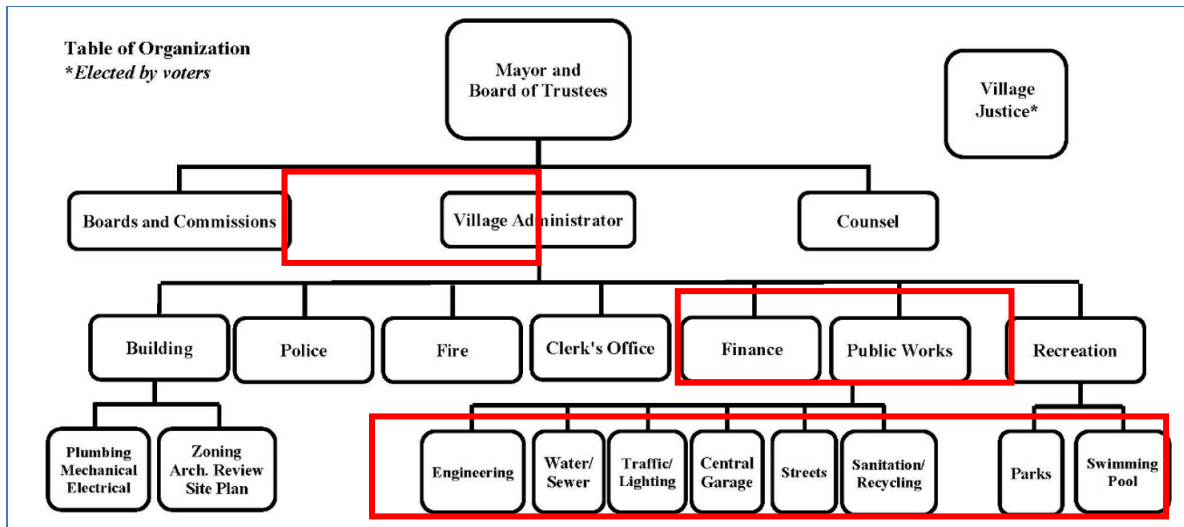 Table of Organization
*Elected by voters
Mayor and
Board of Trustees
Village
Justice*
Boards and Commissions
Village Administrator
Counsel
Building
Police
Fire
Clerk's Office
Finance
Public Works
Recreation
Plumbing
Mechanical
Electrical
Zoning
Arch. Review
Site Plan
Engineering
Water/
Sewer
Traffic/
Lighting
Central
Garage
Streets
Sanitation/
Recycling
Parks
Swimming
Pool